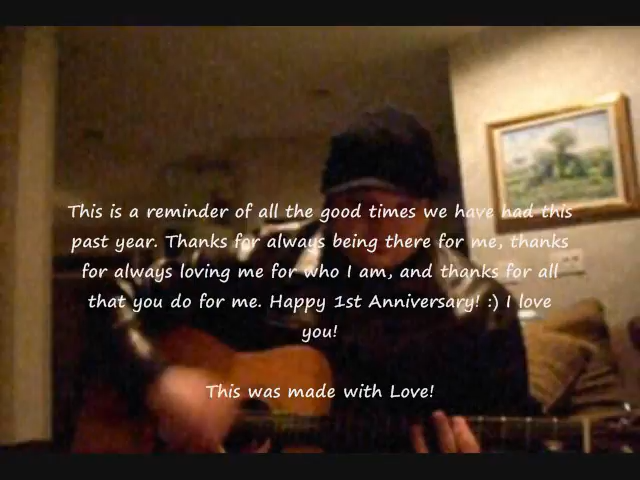 This is a reminder of all the good times we have had this
past year. Thanks for always being there for me, thanks
for always loving me for who I am, and thanks for all
that you do for me. Happy 1st Anniversary! :) I love
you!
This was made with Love!